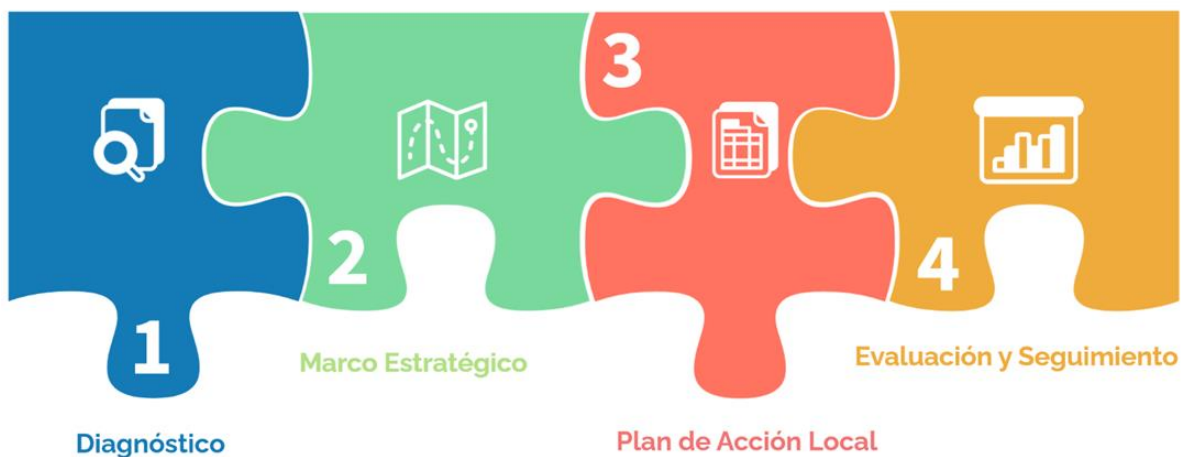 1
Diagnóstico
2
Marco Estratégico
3
Plan de Acción Local
4
Evaluación y Seguimiento